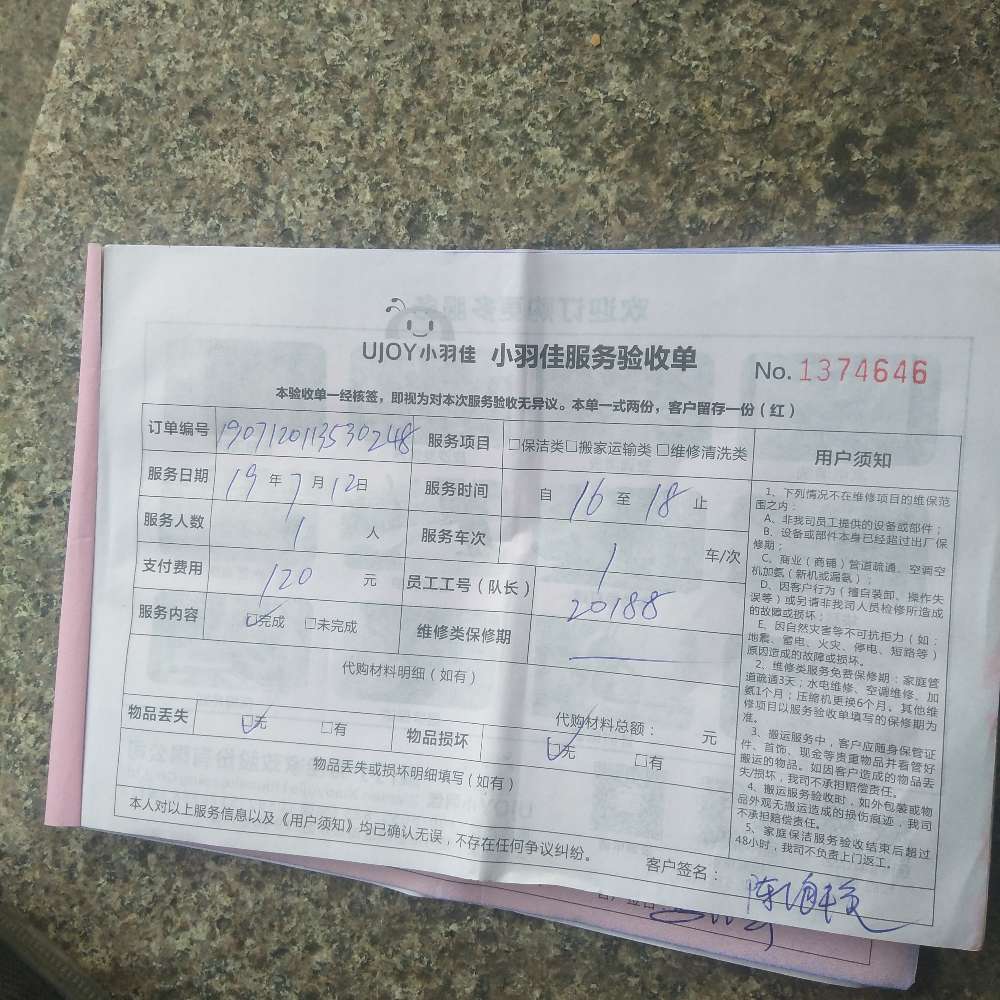 UJOY小羽佳 小羽佳服务验收单
No. 1374646
本验收单一经核签，即视为对本次服务验收无异议。本单一式两份，客户留存一份（红）
订单编号 190712011353024​8 服务项目 □保洁类□搬家运输类 □维修清洗类
服务日期 19年7月12日 服务时间 自16至18止
服务人数 1人 服务车次 1车/次
支付费用 120元 员工工号（队长） 20188
服务内容 ☑完成 □未完成 维修类保修期
代购材料明细（如有）
代购材料总额： 元
物品丢失 ☑无 □有 物品损坏 ☑无 □有
物品丢失或损坏明细填写（如有）
本人对以上服务信息以及《用户须知》均已确认无误，不存在任何争议纠纷。
客户签名：
用户须知
1、下列情况不在维修项目的维保范
围之内：
A、非我司员工提供的设备或部件；
B、设备或部件本身已经超过出厂保
修期；
C、商业（商铺）管道疏通、空调空
机加氨（新机或漏氨）；
D、因客户行为（擅自装卸、操作失
误等）或另请非我司人员检修所造成
的故障或损坏；
E、因自然灾害等不可抗拒力（如：
地震、蓄电、火灾、停电、短路等）
原因造成的故障或损坏。
2、维修类服务免费保修期：家庭管
道疏通3天；水电维修、空调维修、加
氨1个月；压缩机更换6个月。其他维
修项目以服务验收单填写的保修期为
准。
3、搬运服务中，客户应随身保管证
件、首饰、现金等贵重物品并看管好
搬运的物品。如因客户造成的物品丢
失/损坏，我司不承担赔偿责任。
4、搬运服务验收时，如外包装或物
品外观无搬运造成的损伤痕迹，我司
不承担赔偿责任。
5、家庭保洁服务验收结束后超过
48小时，我司不负责上门返工。